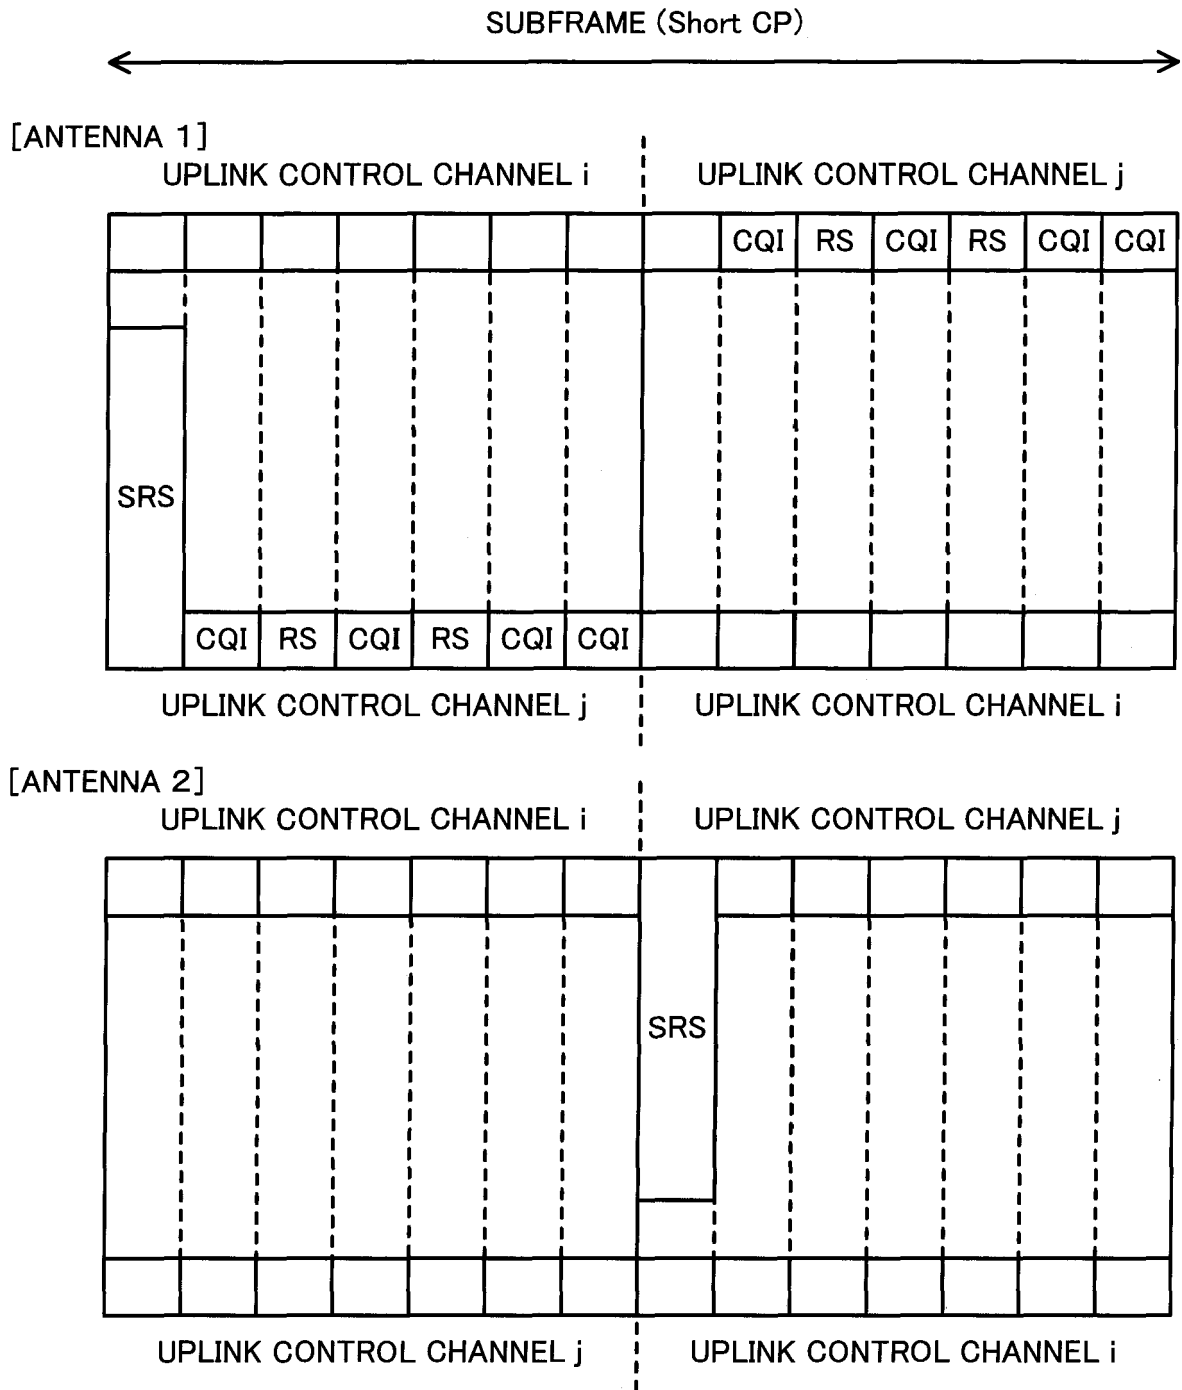 SUBFRAME (Short CP)
[ANTENNA 1]
UPLINK CONTROL CHANNEL i UPLINK CONTROL CHANNEL j
CQI RS CQI RS CQI CQI
SRS
CQI RS CQI RS CQI CQI
UPLINK CONTROL CHANNEL j UPLINK CONTROL CHANNEL i
[ANTENNA 2]
UPLINK CONTROL CHANNEL i UPLINK CONTROL CHANNEL j
SRS
UPLINK CONTROL CHANNEL j UPLINK CONTROL CHANNEL i